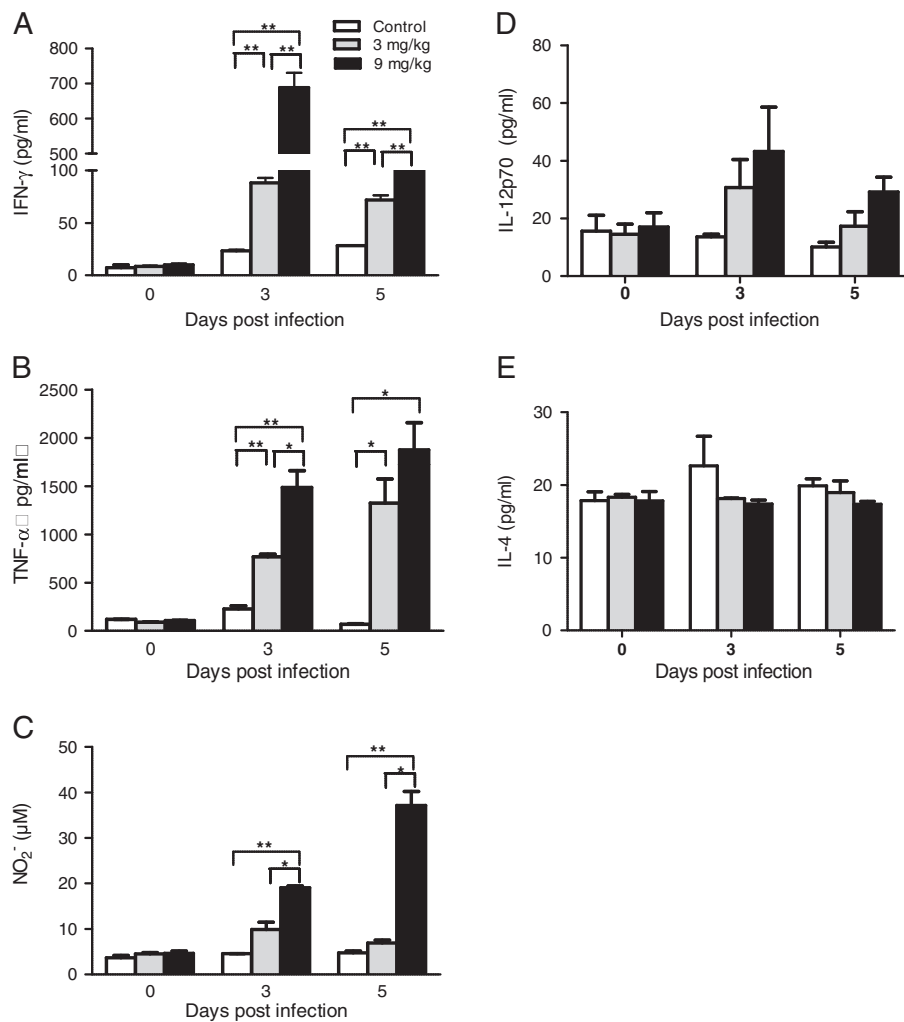 A
Control
3 mg/kg
9 mg/kg
** ** **
** ** **
800
700
600
500
100
50
0
IFN-γ (pg/ml)
0 3 5
Days post infection
B
** ** *
* *
2500
2000
1500
1000
500
0
TNF-α□ □ pg/ml□
0 3 5
Days post infection
C
** *
** *
50
40
30
20
10
0
NO₂⁻ (µM)
0 3 5
Days post infection
D
80
60
40
20
0
IL-12p70 (pg/ml)
0 3 5
Days post infection
E
30
20
10
0
IL-4 (pg/ml)
0 3 5
Days post infection